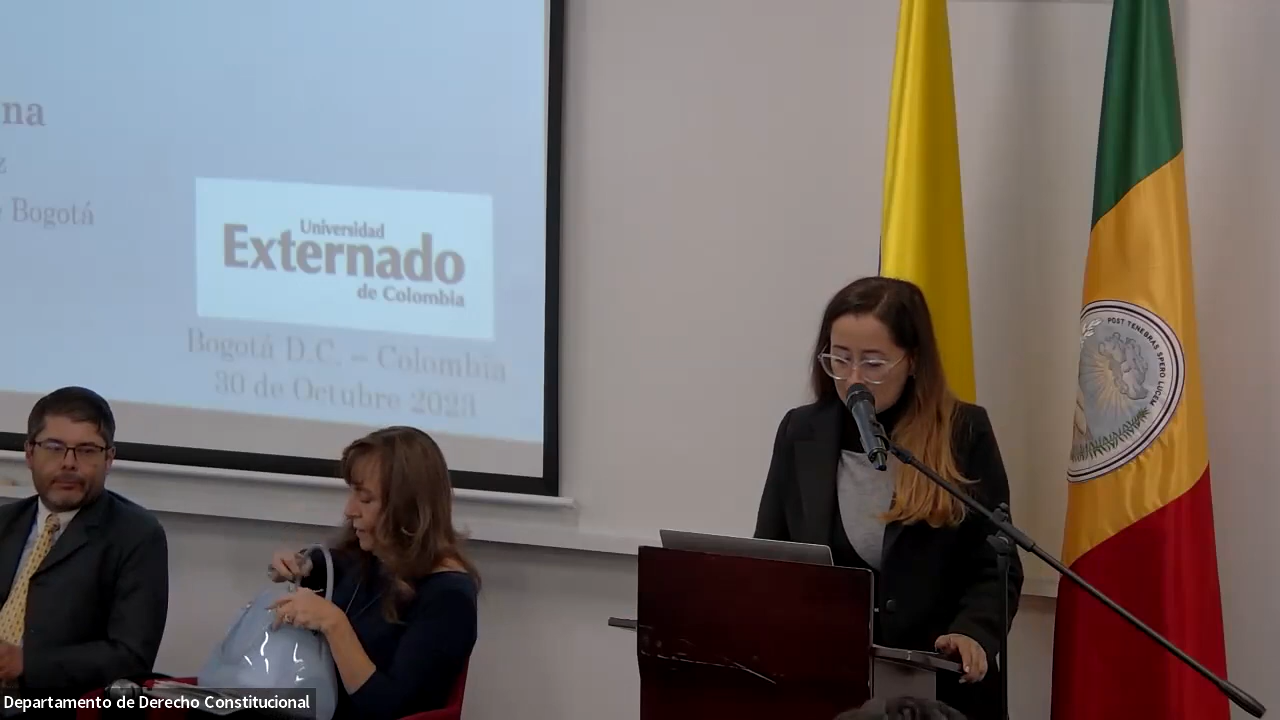 na
z
e Bogotá
Universidad
Externado
de Colombia
Bogotá D.C. – Colombia
30 de Octubre 2023
POST TENEBRAS SPERO LUCEM
Departamento de Derecho Constitucional